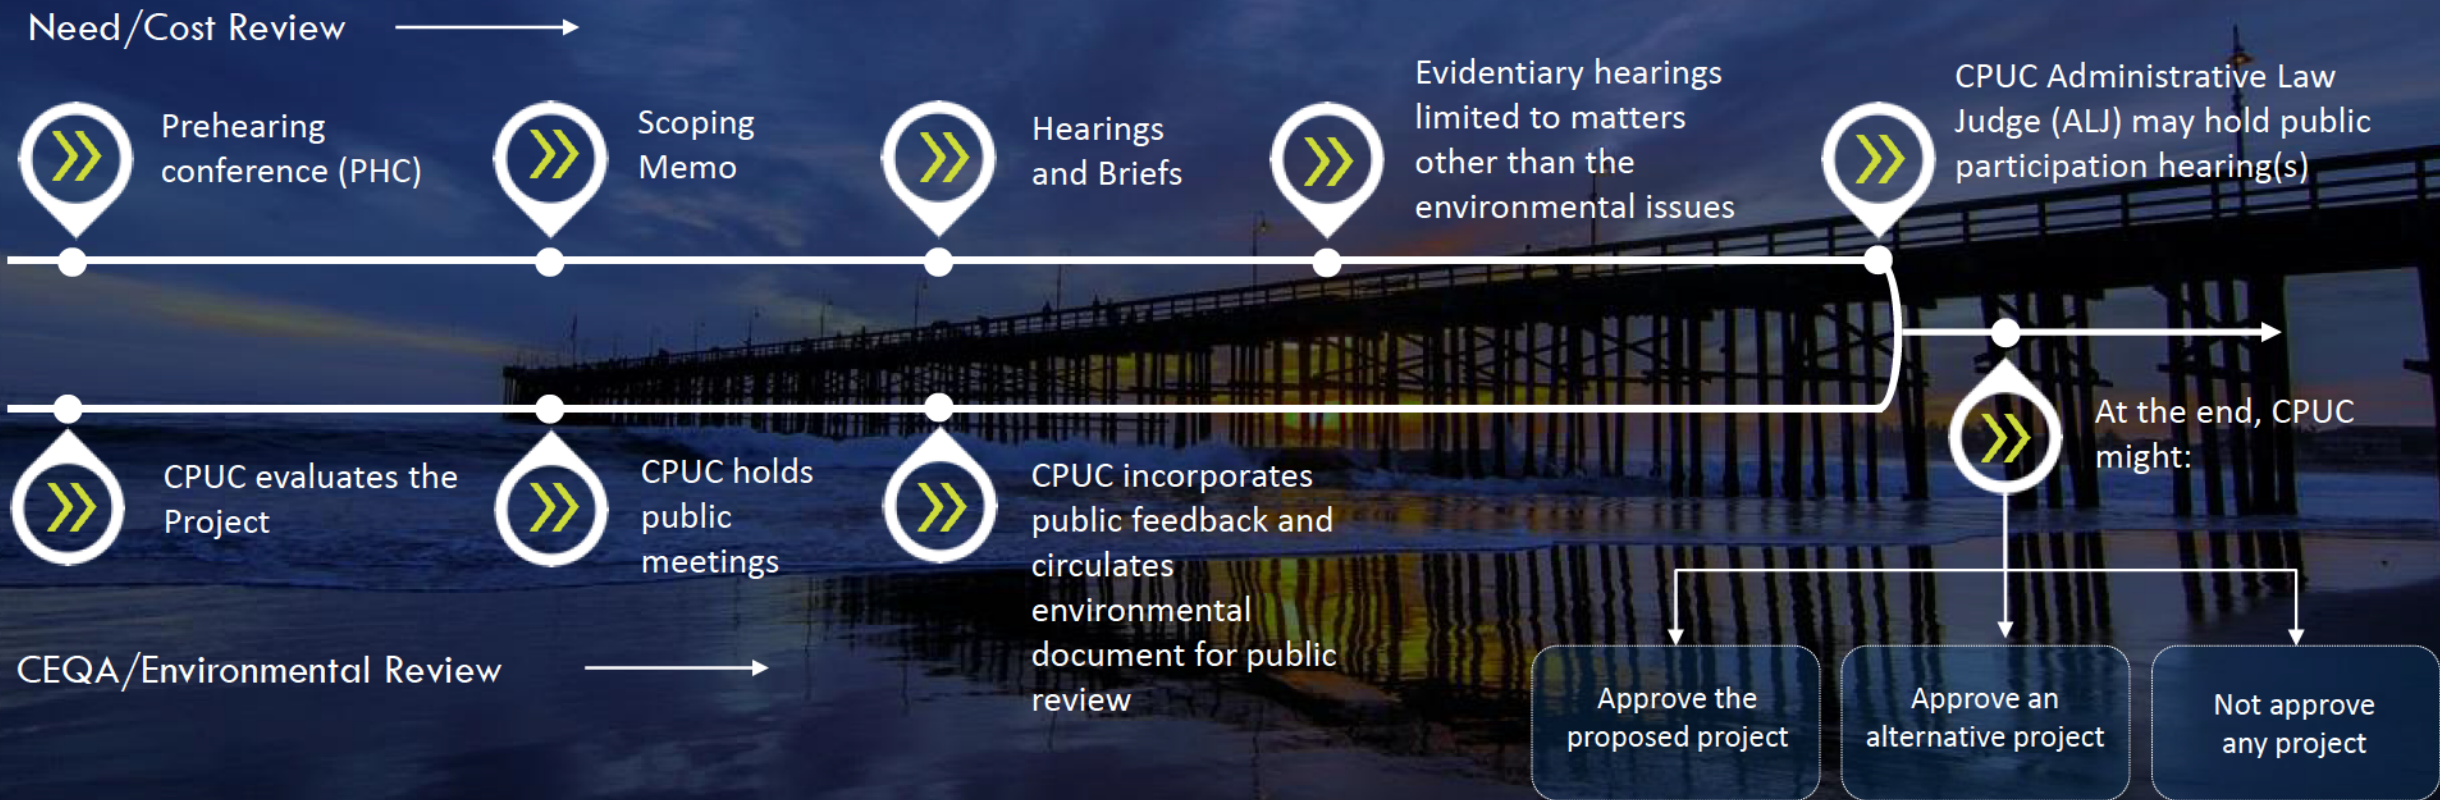 Need/Cost Review
Prehearing
conference (PHC)
Scoping
Memo
Hearings
and Briefs
Evidentiary hearings
limited to matters
other than the
environmental issues
CPUC Administrative Law
Judge (ALJ) may hold public
participation hearing(s)
CPUC evaluates the
Project
CPUC holds
public
meetings
CPUC incorporates
public feedback and
circulates
environmental
document for public
review
At the end, CPUC
might:
CEQA/Environmental Review
Approve the
proposed project
Approve an
alternative project
Not approve
any project